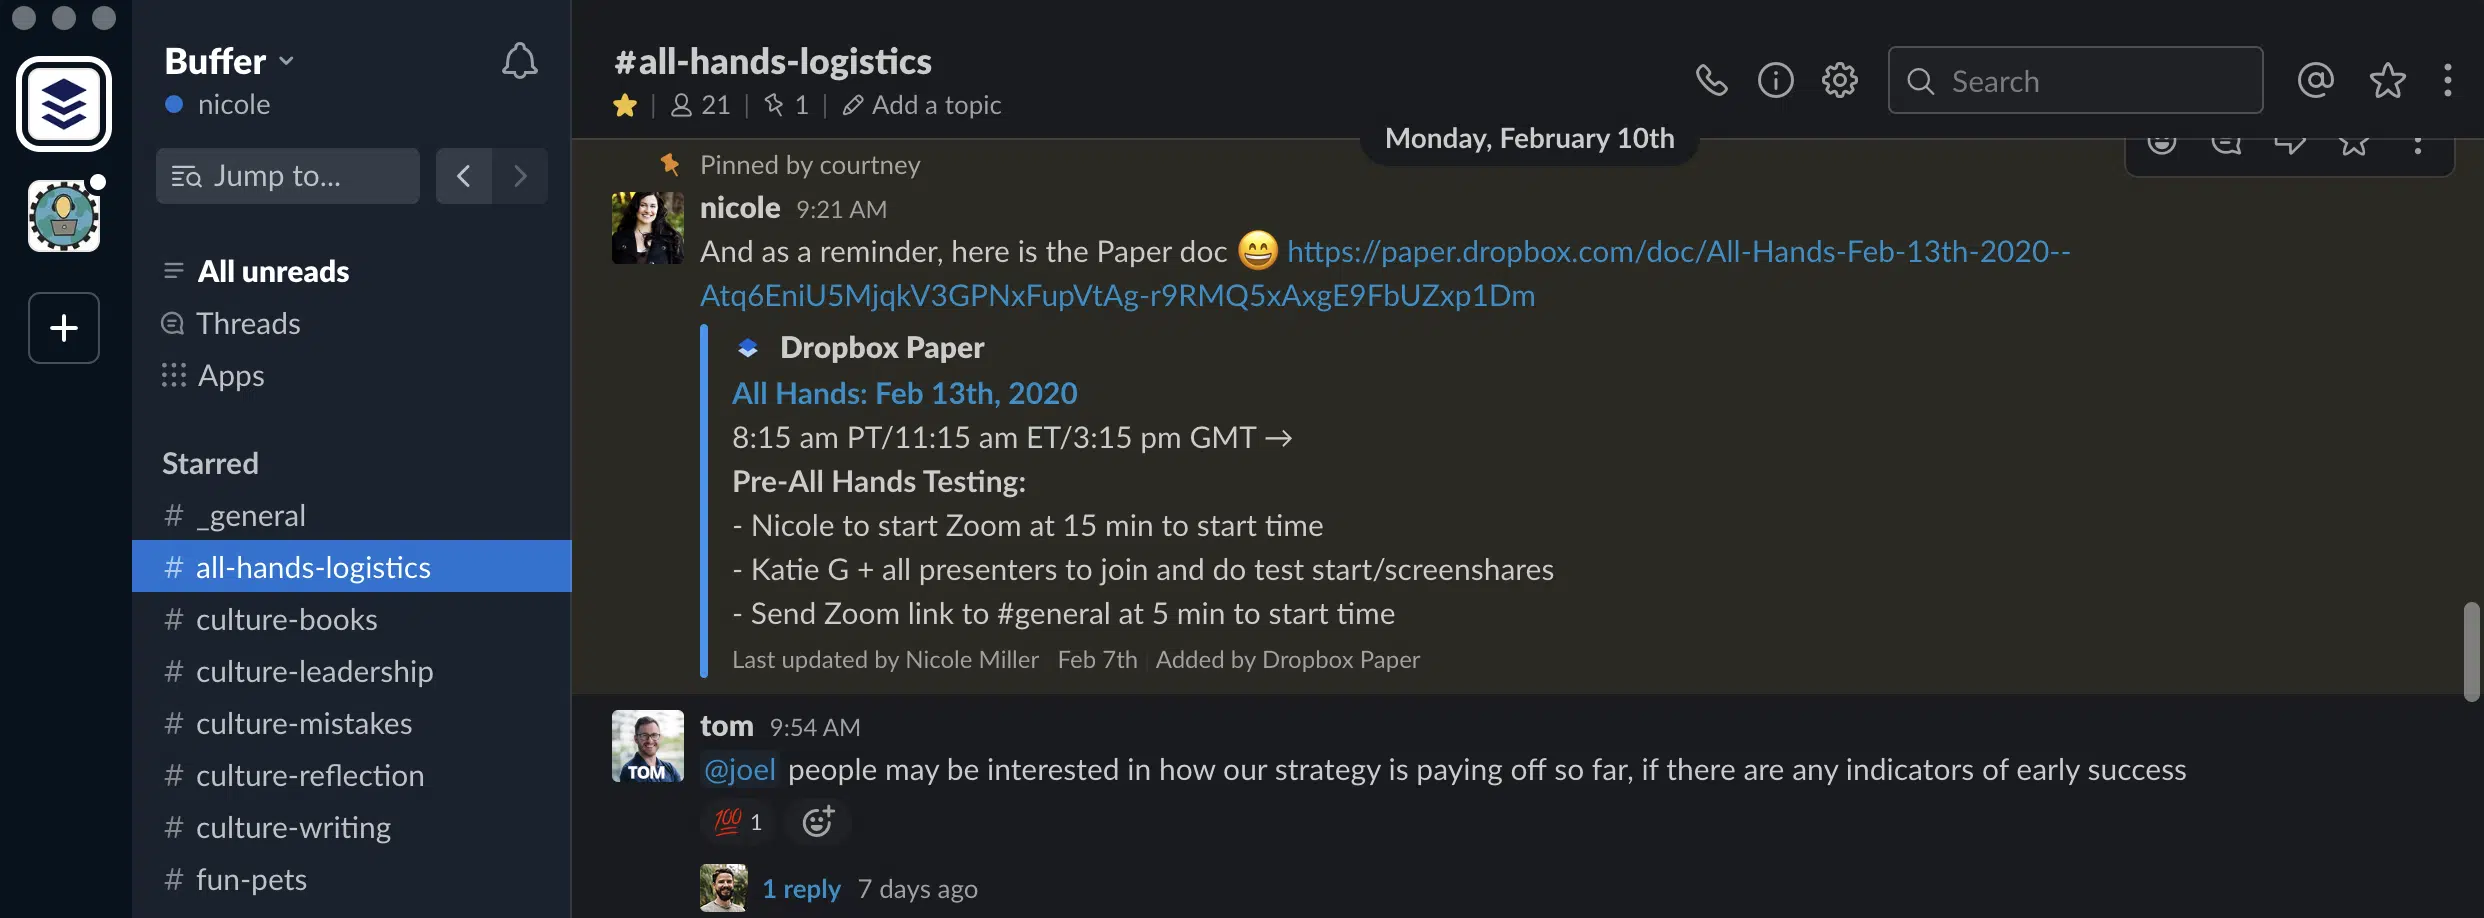 Buffer
nicole
Jump to...
All unreads
Threads
Apps
Starred
# _general
# all-hands-logistics
# culture-books
# culture-leadership
# culture-mistakes
# culture-reflection
# culture-writing
# fun-pets
#all-hands-logistics
21 | 1 | Add a topic
Search
Monday, February 10th
Pinned by courtney
nicole 9:21 AM
And as a reminder, here is the Paper doc 😄 https://paper.dropbox.com/doc/All-Hands-Feb-13th-2020--
Atq6EniU5MjqkV3GPNxFupVtAg-r9RMQ5xAxgE9FbUZxp1Dm
Dropbox Paper
All Hands: Feb 13th, 2020
8:15 am PT/11:15 am ET/3:15 pm GMT →
Pre-All Hands Testing:
- Nicole to start Zoom at 15 min to start time
- Katie G + all presenters to join and do test start/screenshares
- Send Zoom link to #general at 5 min to start time
Last updated by Nicole Miller Feb 7th Added by Dropbox Paper
TOM
tom 9:54 AM
@joel people may be interested in how our strategy is paying off so far, if there are any indicators of early success
💯 1
1 reply 7 days ago